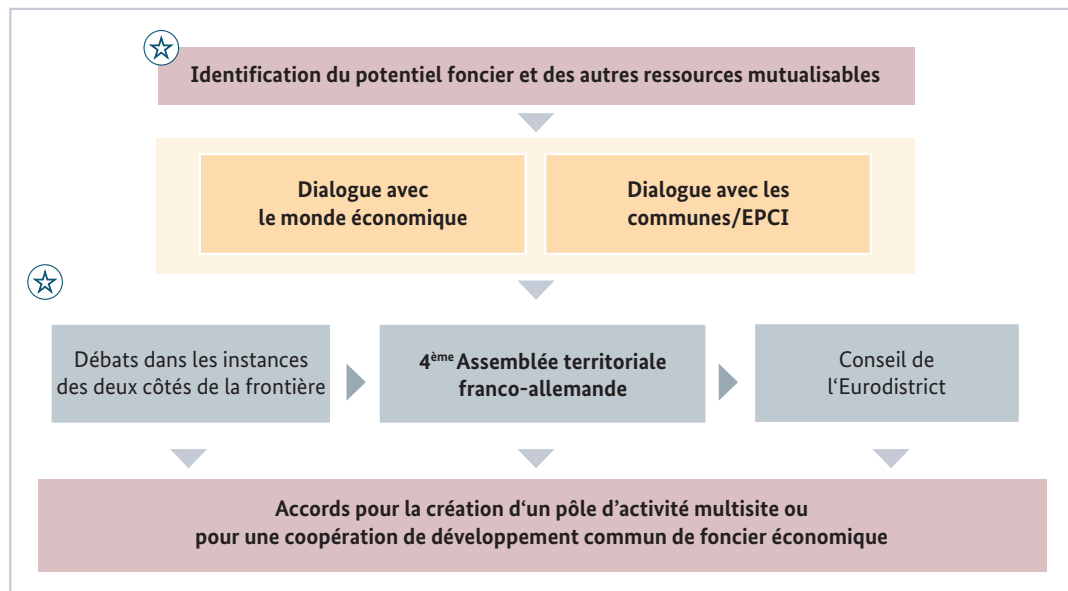 Identification du potentiel foncier et des autres ressources mutualisables
Dialogue avec
le monde économique
Dialogue avec les
communes/EPCI
Débats dans les instances
des deux côtés de la frontière
4ème Assemblée territoriale
franco-allemande
Conseil de
l‘Eurodistrict
Accords pour la création d‘un pôle d’activité multisite ou
pour une coopération de développement commun de foncier économique